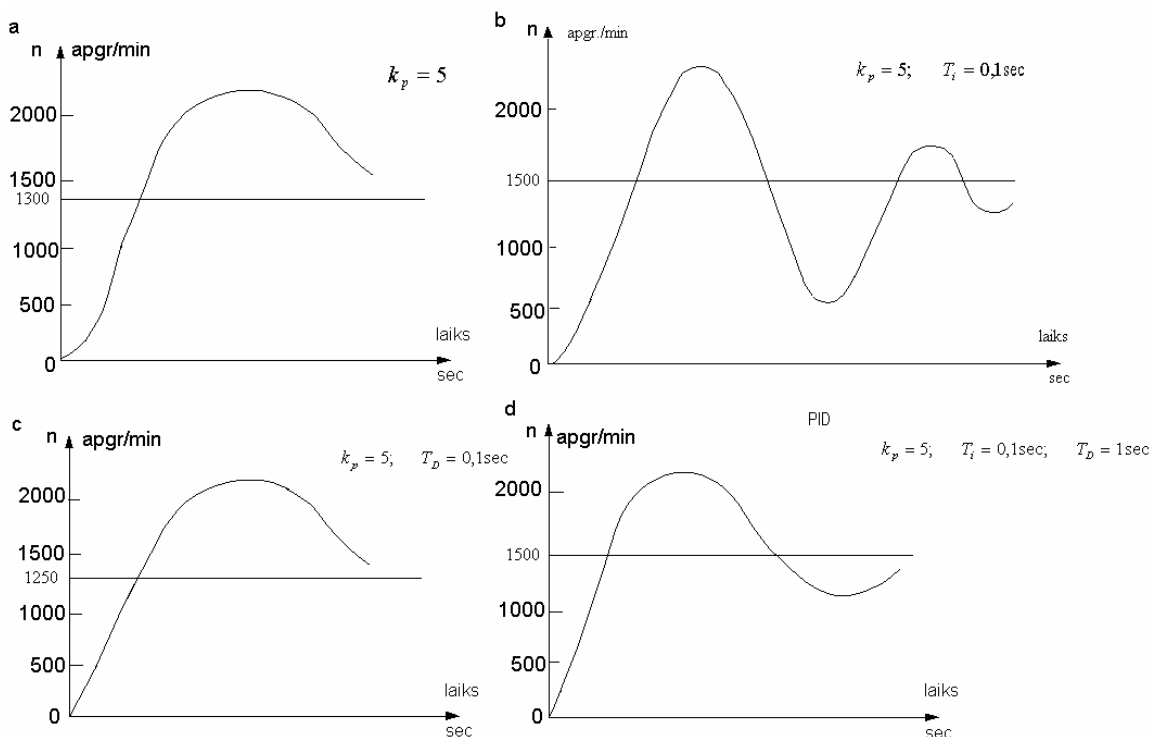 a
n apgr/min
k_p = 5
2000
1500
1300
1000
500
0
laiks
sec
b
n
apgr./min
k_p = 5; T_i = 0,1sec
2000
1500
1000
500
0
laiks
sec
c
n apgr/min
k_p = 5; T_D = 0,1sec
2000
1500
1250
1000
500
0
laiks
sec
d
PID
n
apgr/min
k_p = 5; T_i = 0,1sec; T_D = 1sec
2000
1500
1000
500
0
laiks
sec